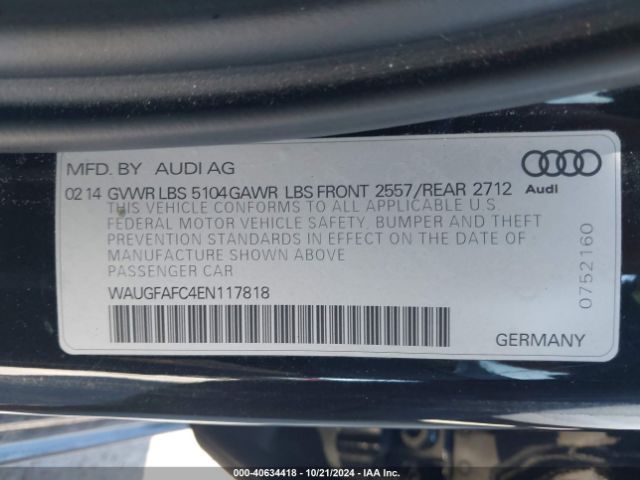 MFD. BY AUDI AG
02 14 GVWR LBS 5104 GAWR LBS FRONT 2557/REAR 2712
Audi
THIS VEHICLE CONFORMS TO ALL APPLICABLE U.S.
FEDERAL MOTOR VEHICLE SAFETY, BUMPER AND THEFT
PREVENTION STANDARDS IN EFFECT ON THE DATE OF
MANUFACTURING SHOWN ABOVE
PASSENGER CAR
WAUGFAFC4EN117818
0752160
GERMANY
000-40634418 - 10/21/2024 - IAA Inc.